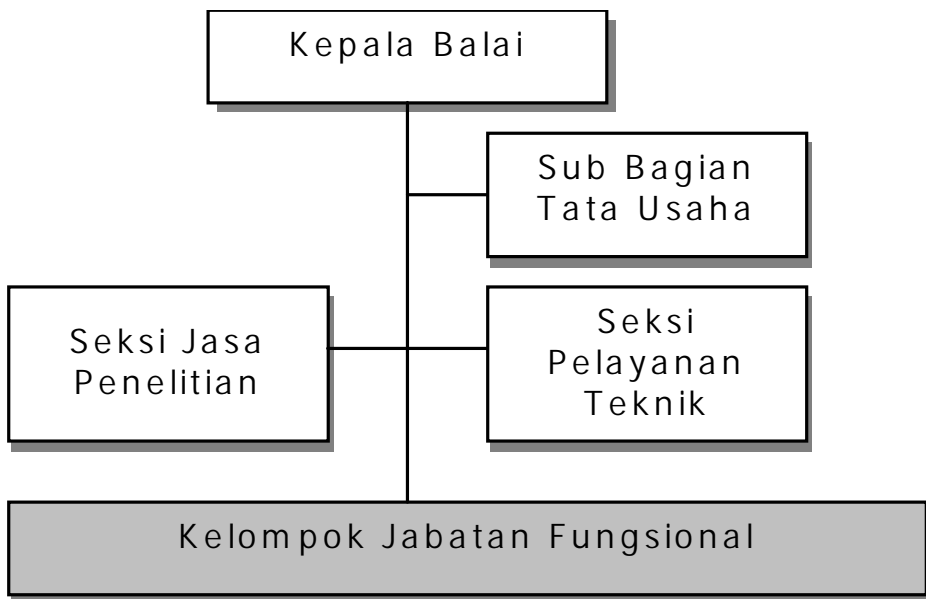 Kepala Balai
Sub Bagian
Tata Usaha
Seksi Jasa
Penelitian
Seksi
Pelayanan
Teknik
Kelompok Jabatan Fungsional